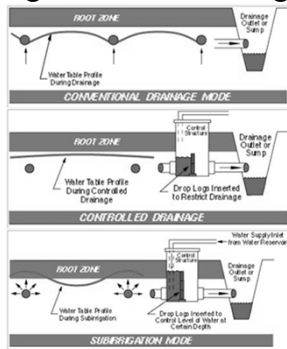 ROOT ZONE
Drainage
Outlet or
Sump
Water Table Profile
During Drainage
CONVENTIONAL DRAINAGE MODE
ROOT ZONE
Control
Structure
Drainage
Outlet or
Sump
Water Table Profile
During Controlled
Drainage
Drop Logs Inserted
to Restrict Drainage
CONTROLLED DRAINAGE
Water Supply Inlet
from Water Reservoir
Control
Structure
ROOT ZONE
Drainage
Outlet or
Sump
Water Table Profile
During Subirrigation
Drop Logs Inserted to
Control Level of Water at
Certain Depth
SUBIRRIGATION MODE